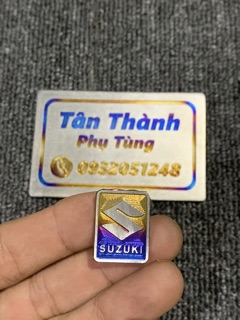 Tân Thành
Phụ Tùng
0932051248
SUZUKI